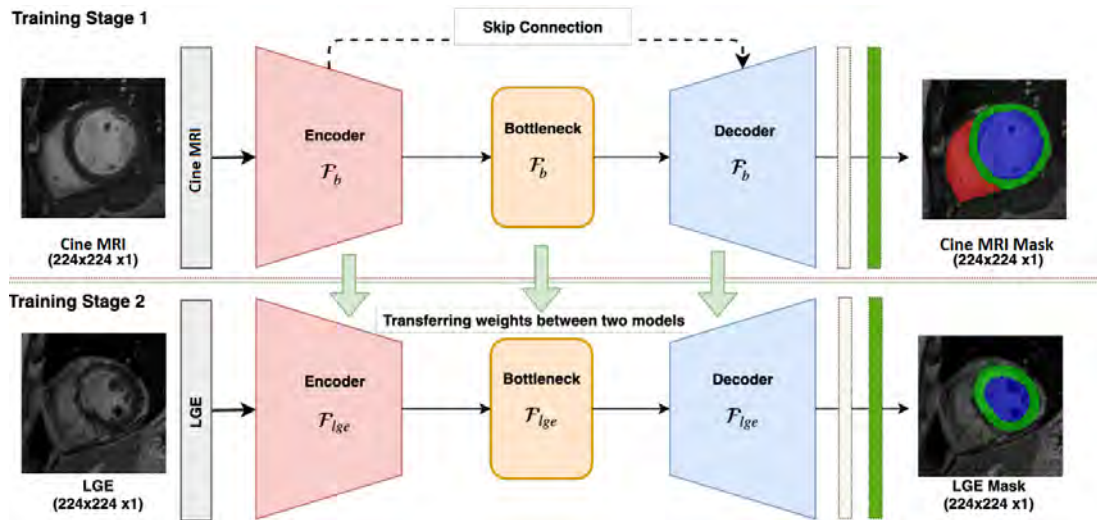 Training Stage 1
Skip Connection
Cine MRI
Encoder
𝓕b
Bottleneck
𝓕b
Decoder
𝓕b
Cine MRI
(224x224 x1)
Cine MRI Mask
(224x224 x1)
Training Stage 2
Transferring weights between two models
LGE
Encoder
𝓕lge
Bottleneck
𝓕lge
Decoder
𝓕lge
LGE
(224x224 x1)
LGE Mask
(224x224 x1)